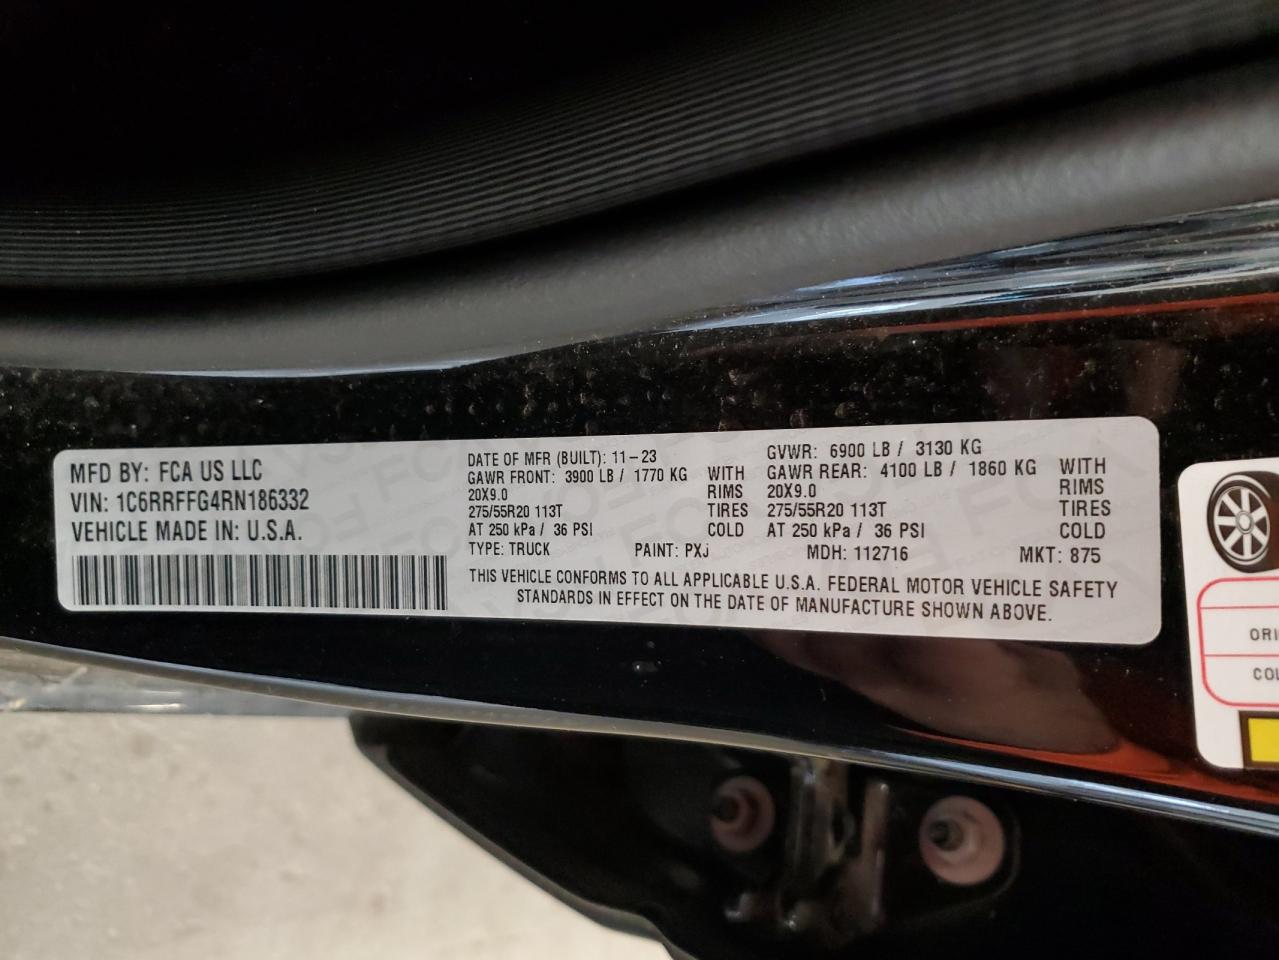 MFD BY: FCA US LLC
VIN: 1C6RRFFG4RN186332
VEHICLE MADE IN: U.S.A.
DATE OF MFR (BUILT): 11-23
GAWR FRONT: 3900 LB / 1770 KG WITH
20X9.0 RIMS
275/55R20 113T TIRES
AT 250 kPa / 36 PSI COLD
GVWR: 6900 LB / 3130 KG
GAWR REAR: 4100 LB / 1860 KG WITH
20X9.0 RIMS
275/55R20 113T TIRES
AT 250 kPa / 36 PSI COLD
TYPE: TRUCK PAINT: PXJ MDH: 112716 MKT: 875
THIS VEHICLE CONFORMS TO ALL APPLICABLE U.S.A. FEDERAL MOTOR VEHICLE SAFETY
STANDARDS IN EFFECT ON THE DATE OF MANUFACTURE SHOWN ABOVE.
ORI
COL